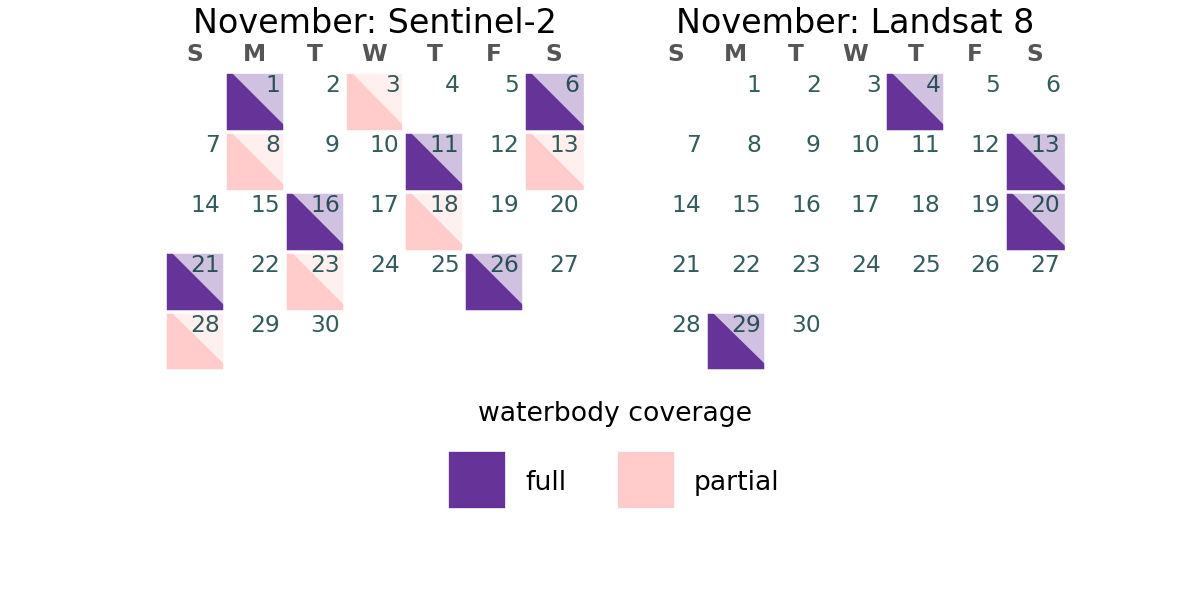 November: Sentinel-2
S M T W T F S
1 2 3 4 5 6
7 8 9 10 11 12 13
14 15 16 17 18 19 20
21 22 23 24 25 26 27
28 29 30
November: Landsat 8
S M T W T F S
1 2 3 4 5 6
7 8 9 10 11 12 13
14 15 16 17 18 19 20
21 22 23 24 25 26 27
28 29 30
waterbody coverage
full partial